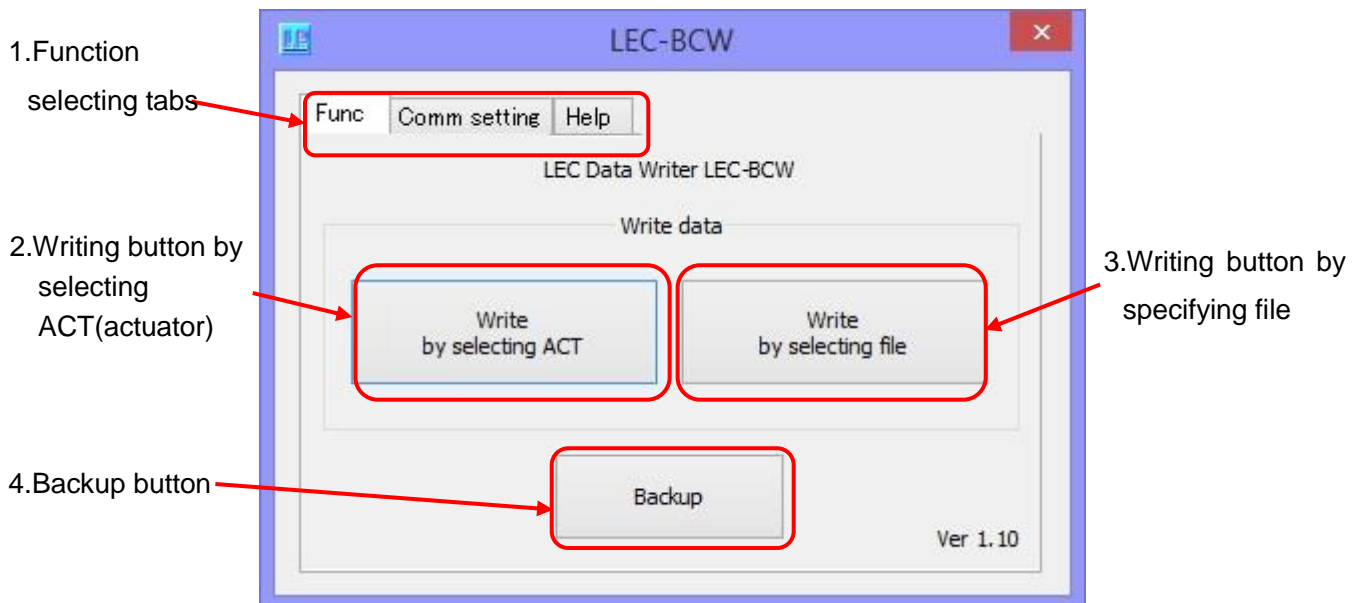 LEC-BCW
1.Function
selecting tabs
Func Comm setting Help
LEC Data Writer LEC-BCW
Write data
2.Writing button by
selecting
ACT(actuator)
Write
by selecting ACT
Write
by selecting file
3.Writing button by
specifying file
4.Backup button
Backup
Ver 1.10